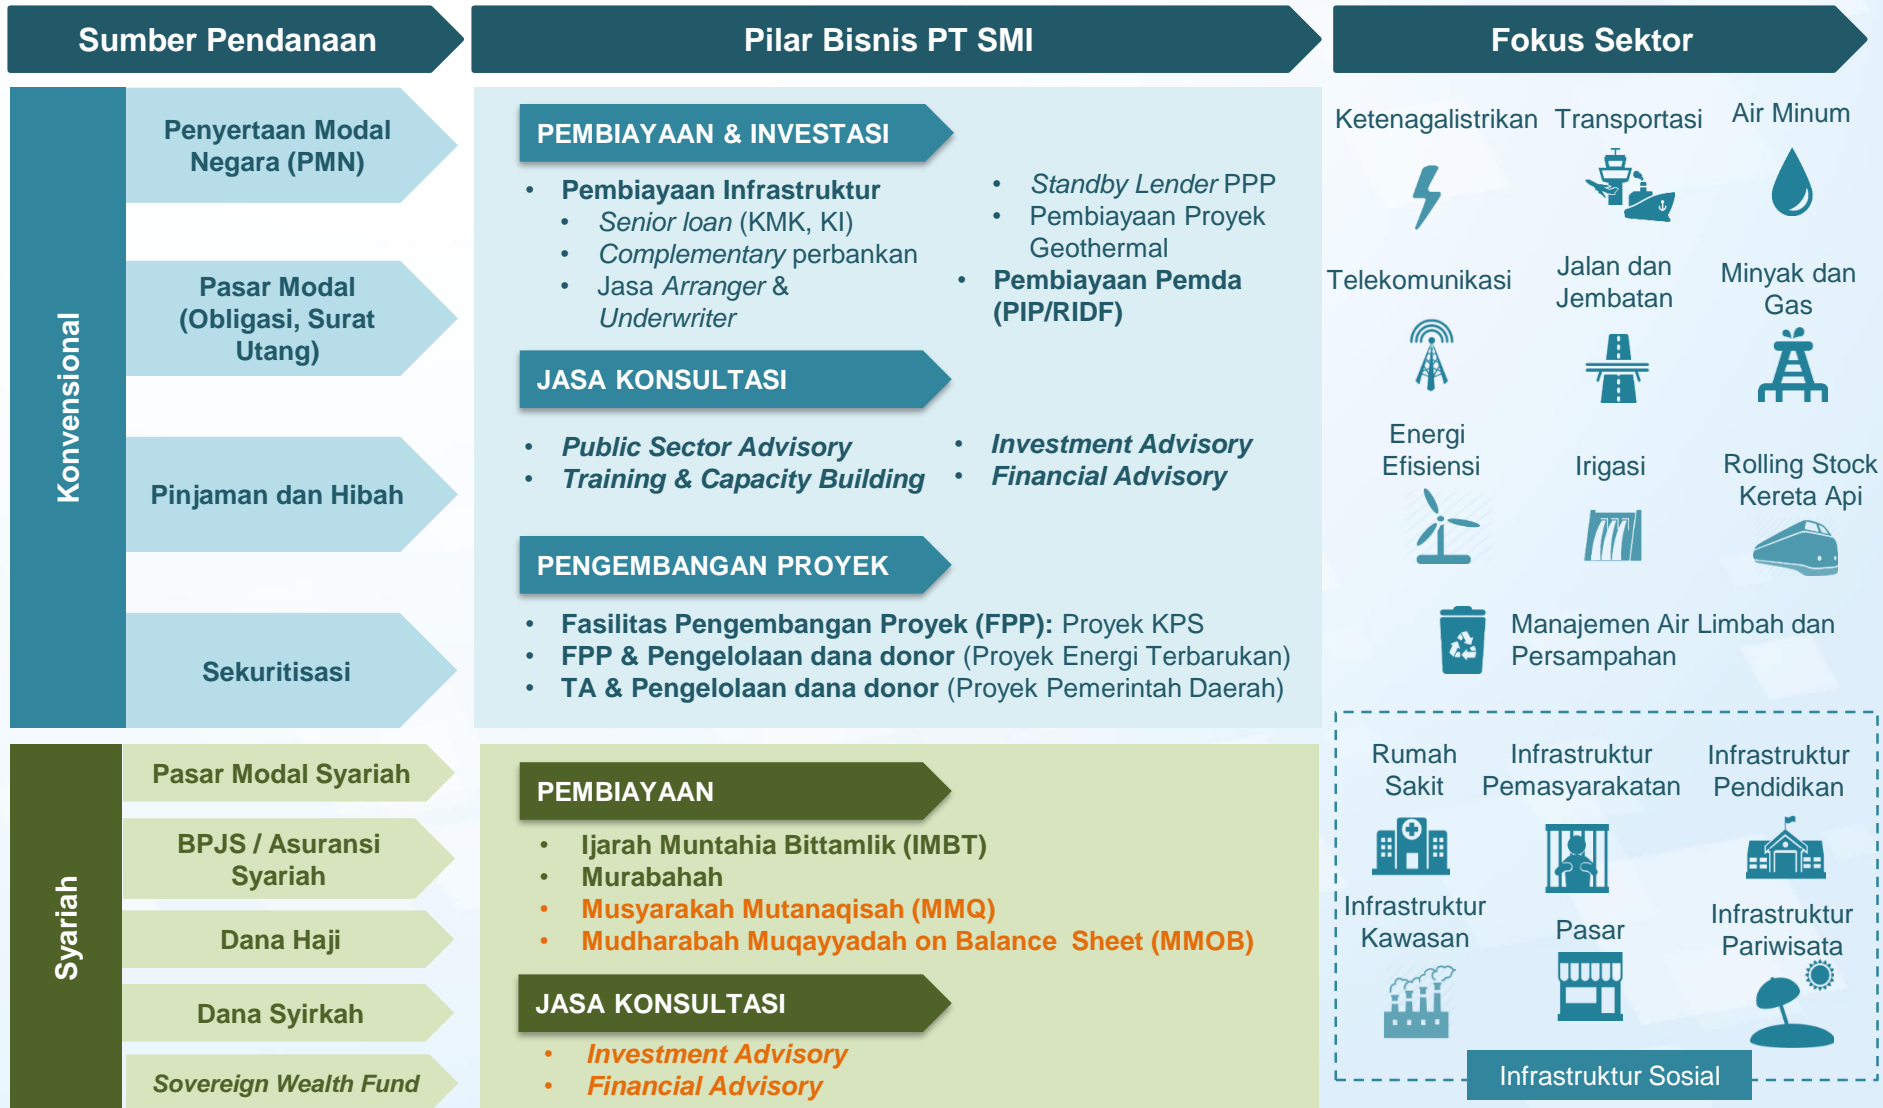 Sumber Pendanaan
Pilar Bisnis PT SMI
Fokus Sektor
Konvensional
Penyertaan Modal
Negara (PMN)
Pasar Modal
(Obligasi, Surat
Utang)
Pinjaman dan Hibah
Sekuritisasi
PEMBIAYAAN & INVESTASI
• Pembiayaan Infrastruktur
• Senior loan (KMK, KI)
• Complementary perbankan
• Jasa Arranger &
Underwriter
• Standby Lender PPP
• Pembiayaan Proyek
Geothermal
• Pembiayaan Pemda
(PIP/RIDF)
JASA KONSULTASI
• Public Sector Advisory
• Training & Capacity Building
• Investment Advisory
• Financial Advisory
PENGEMBANGAN PROYEK
• Fasilitas Pengembangan Proyek (FPP): Proyek KPS
• FPP & Pengelolaan dana donor (Proyek Energi Terbarukan)
• TA & Pengelolaan dana donor (Proyek Pemerintah Daerah)
Syariah
Pasar Modal Syariah
BPJS / Asuransi
Syariah
Dana Haji
Dana Syirkah
Sovereign Wealth Fund
PEMBIAYAAN
• Ijarah Muntahia Bittamlik (IMBT)
• Murabahah
• Musyarakah Mutanaqisah (MMQ)
• Mudharabah Muqayyadah on Balance Sheet (MMOB)
JASA KONSULTASI
• Investment Advisory
• Financial Advisory
Ketenagalistrikan
Transportasi
Air Minum
Telekomunikasi
Jalan dan
Jembatan
Minyak dan
Gas
Energi
Efisiensi
Irigasi
Rolling Stock
Kereta Api
Manajemen Air Limbah dan
Persampahan
Rumah
Sakit
Infrastruktur
Pemasyarakatan
Infrastruktur
Pendidikan
Infrastruktur
Kawasan
Pasar
Infrastruktur
Pariwisata
Infrastruktur Sosial